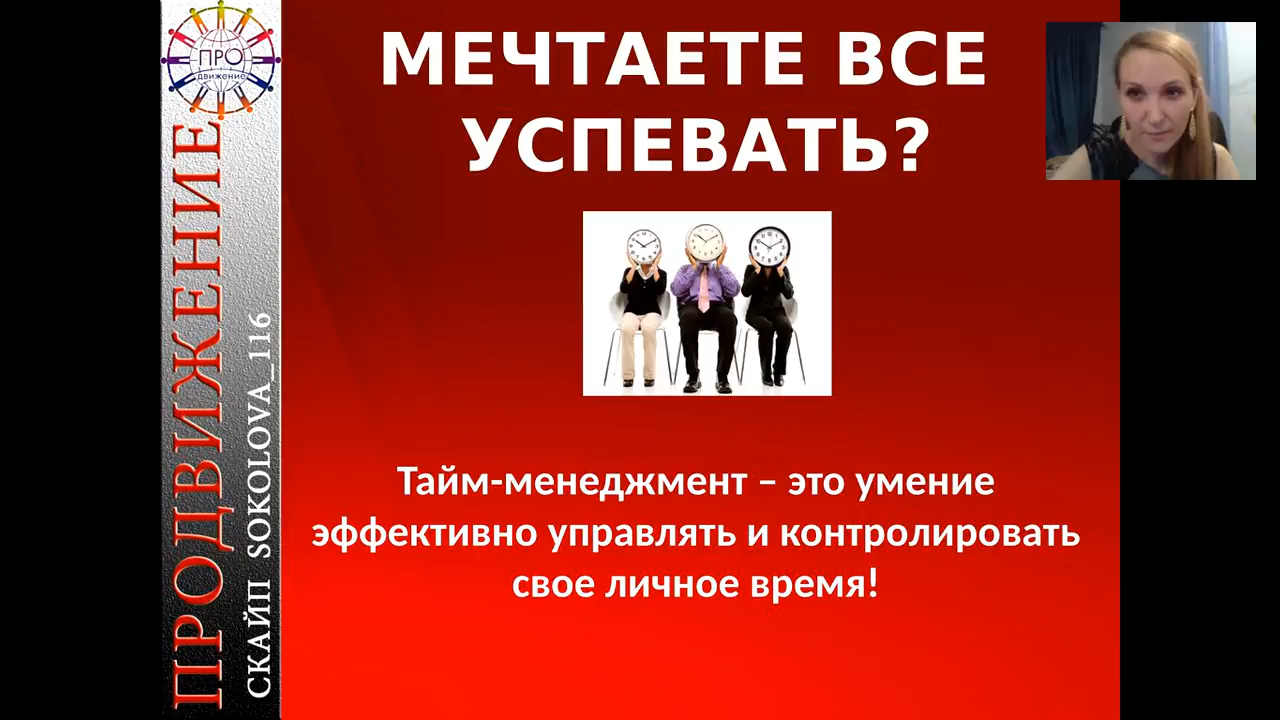 ПРО
движение
ПРОДВИЖЕНИЕ
СКАЙП SOKOLOVA_116
МЕЧТАЕТЕ ВСЕ
УСПЕВАТЬ?
Тайм-менеджмент – это умение
эффективно управлять и контролировать
свое личное время!